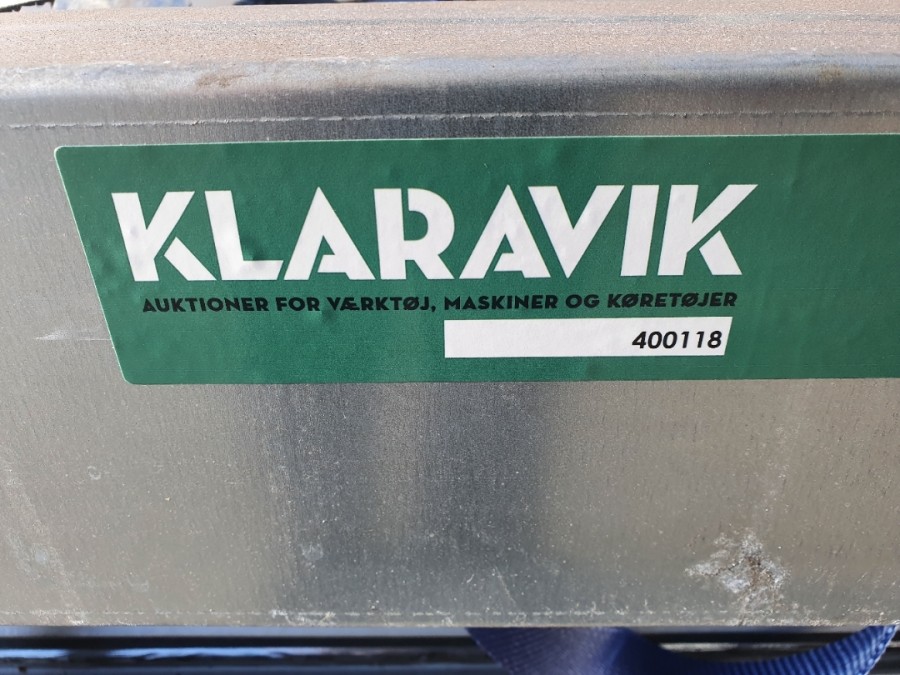 KLARAVIK
AUKTIONER FOR VÆRKTØJ, MASKINER OG KØRETØJER
400118